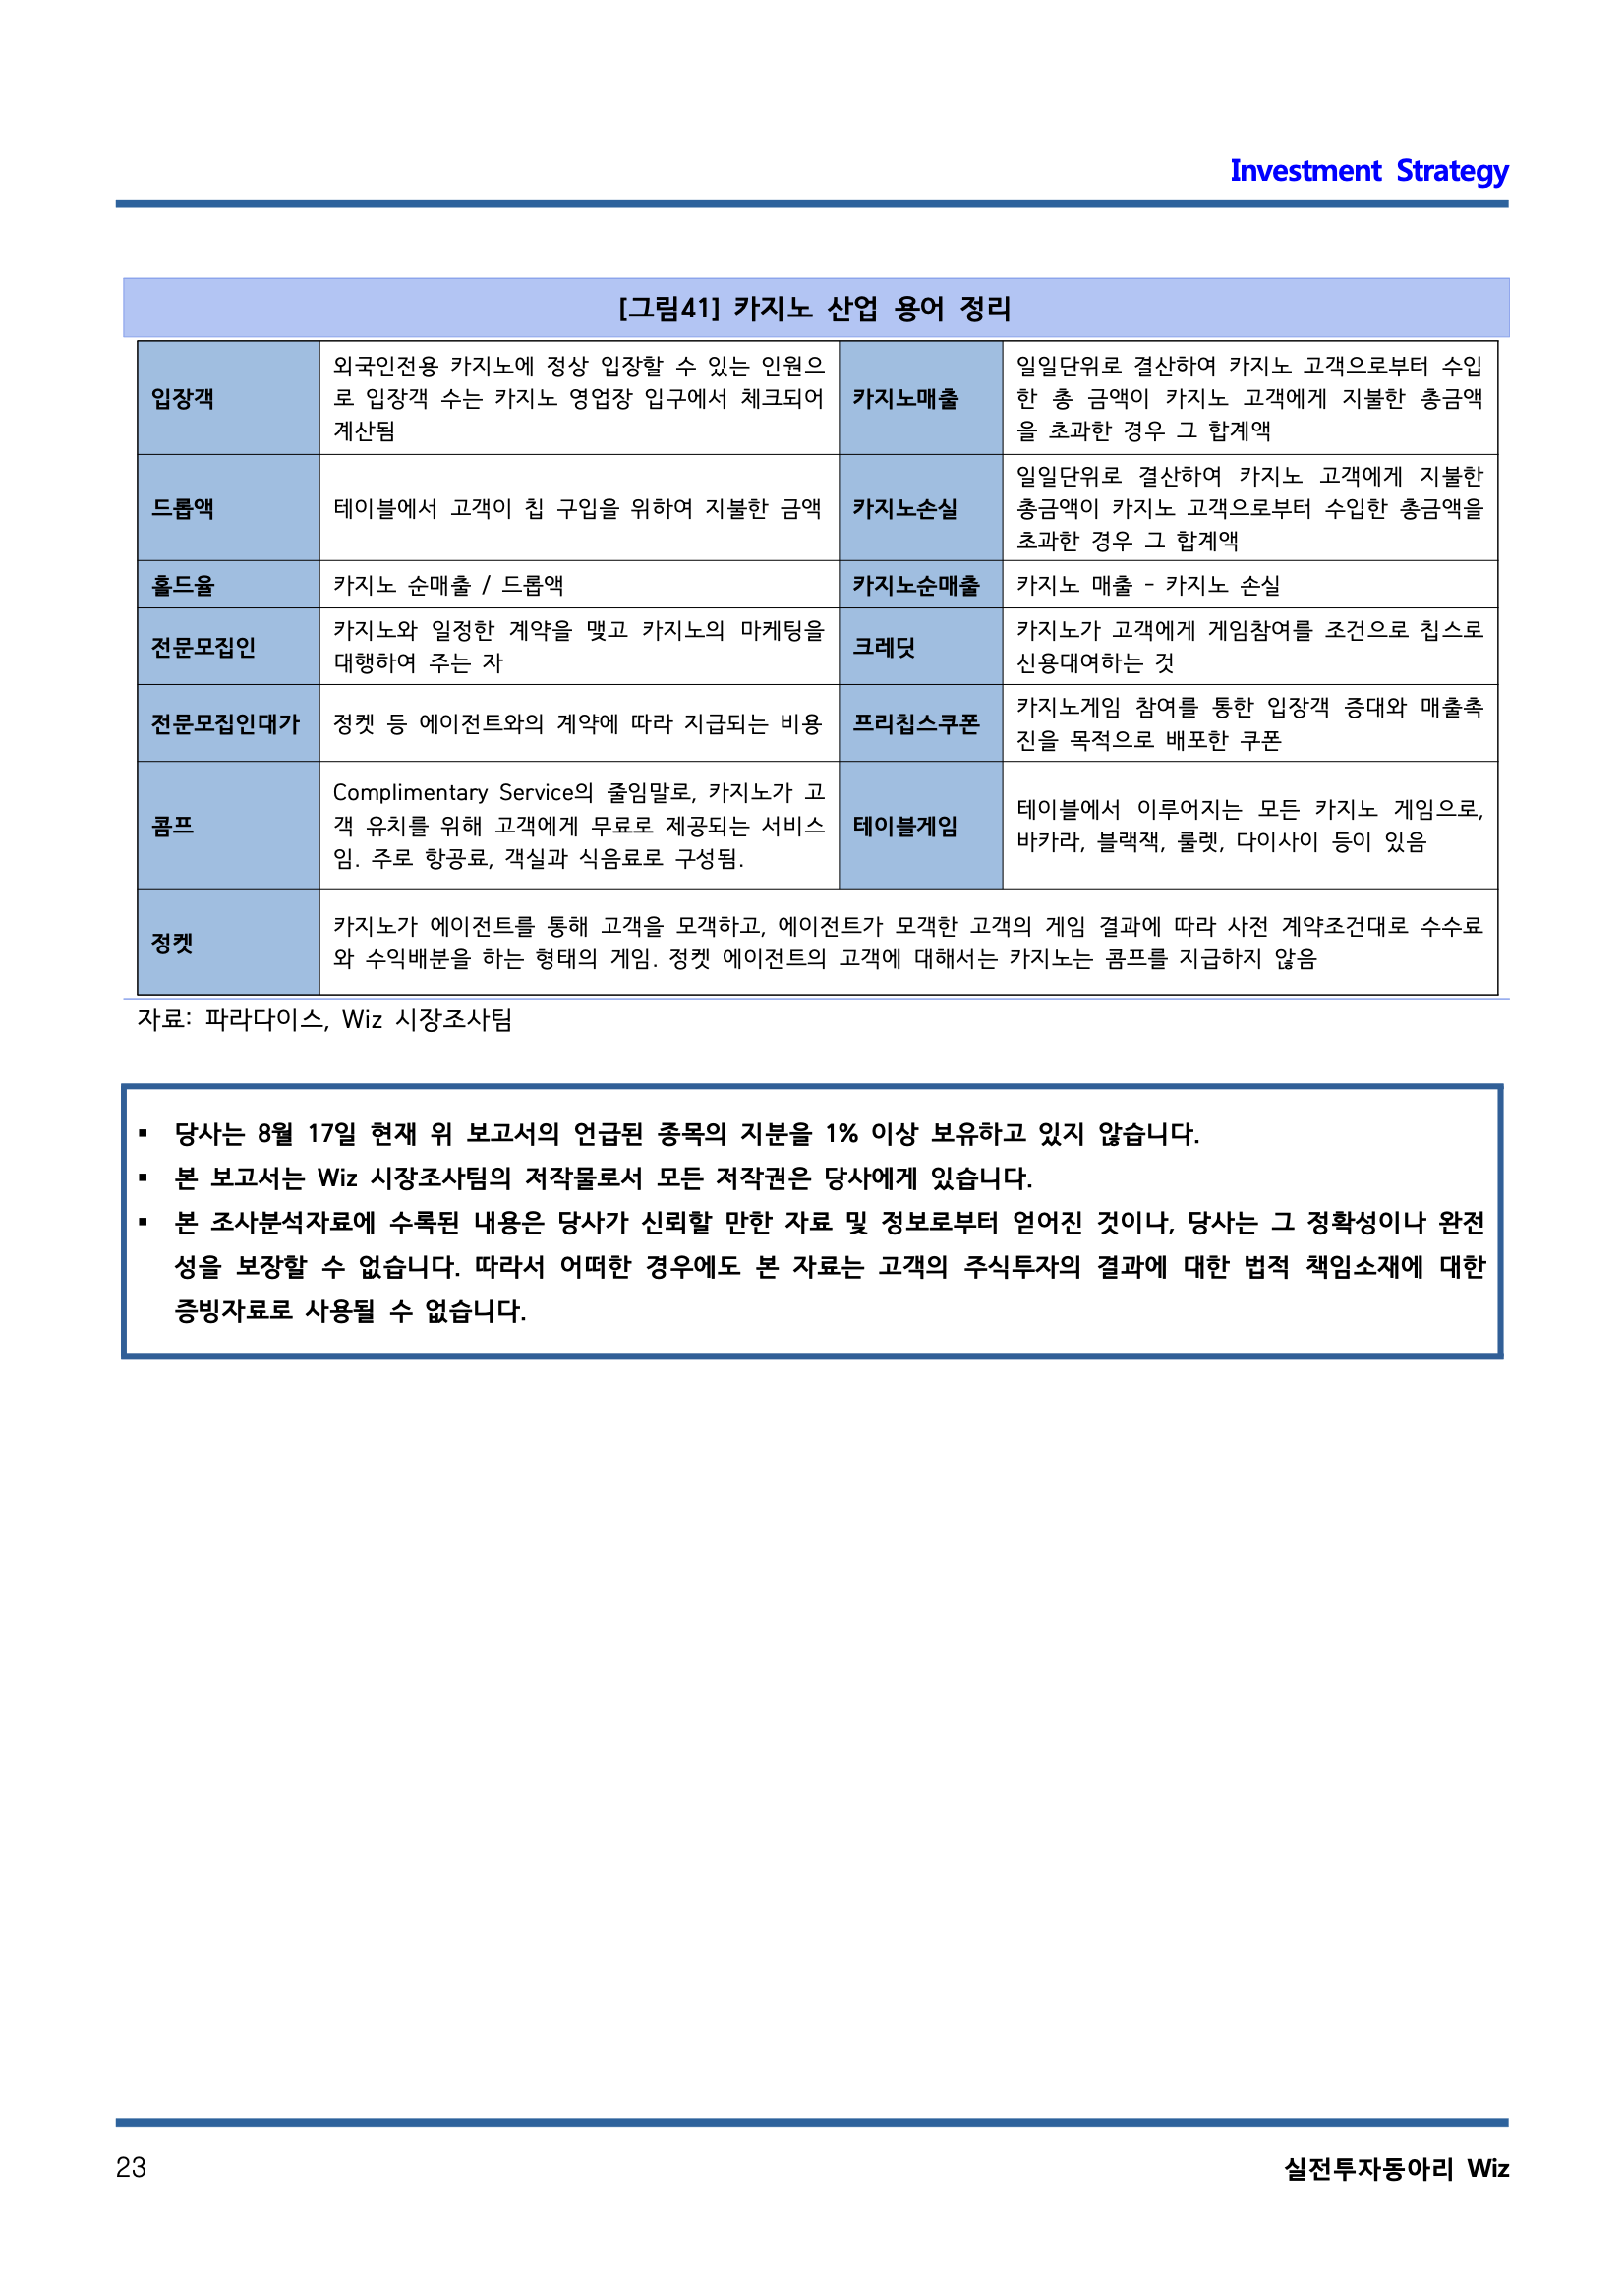 Investment Strategy
[그림41] 카지노 산업 용어 정리
입장객
외국인전용 카지노에 정상 입장할 수 있는 인원으
로 입장객 수는 카지노 영업장 입구에서 체크되어
계산됨
카지노매출
일일단위로 결산하여 카지노 고객으로부터 수입
한 총 금액이 카지노 고객에게 지불한 총금액
을 초과한 경우 그 합계액
드롭액
테이블에서 고객이 칩 구입을 위하여 지불한 금액
카지노손실
일일단위로 결산하여 카지노 고객에게 지불한
총금액이 카지노 고객으로부터 수입한 총금액을
초과한 경우 그 합계액
홀드율
카지노 순매출 / 드롭액
카지노순매출
카지노 매출 – 카지노 손실
전문모집인
카지노와 일정한 계약을 맺고 카지노의 마케팅을
대행하여 주는 자
크레딧
카지노가 고객에게 게임참여를 조건으로 칩스로
신용대여하는 것
전문모집인대가
정켓 등 에이전트와의 계약에 따라 지급되는 비용
프리칩스쿠폰
카지노게임 참여를 통한 입장객 증대와 매출촉
진을 목적으로 배포한 쿠폰
콤프
Complimentary Service의 줄임말로, 카지노가 고
객 유치를 위해 고객에게 무료로 제공되는 서비스
임. 주로 항공료, 객실과 식음료로 구성됨.
테이블게임
테이블에서 이루어지는 모든 카지노 게임으로,
바카라, 블랙잭, 룰렛, 다이사이 등이 있음
정켓
카지노가 에이전트를 통해 고객을 모객하고, 에이전트가 모객한 고객의 게임 결과에 따라 사전 계약조건대로 수수료
와 수익배분을 하는 형태의 게임. 정켓 에이전트의 고객에 대해서는 카지노는 콤프를 지급하지 않음
자료: 파라다이스, Wiz 시장조사팀
▪ 당사는 8월 17일 현재 위 보고서의 언급된 종목의 지분을 1% 이상 보유하고 있지 않습니다.
▪ 본 보고서는 Wiz 시장조사팀의 저작물로서 모든 저작권은 당사에게 있습니다.
▪ 본 조사분석자료에 수록된 내용은 당사가 신뢰할 만한 자료 및 정보로부터 얻어진 것이나, 당사는 그 정확성이나 완전
성을 보장할 수 없습니다. 따라서 어떠한 경우에도 본 자료는 고객의 주식투자의 결과에 대한 법적 책임소재에 대한
증빙자료로 사용될 수 없습니다.
23
실전투자동아리 Wiz